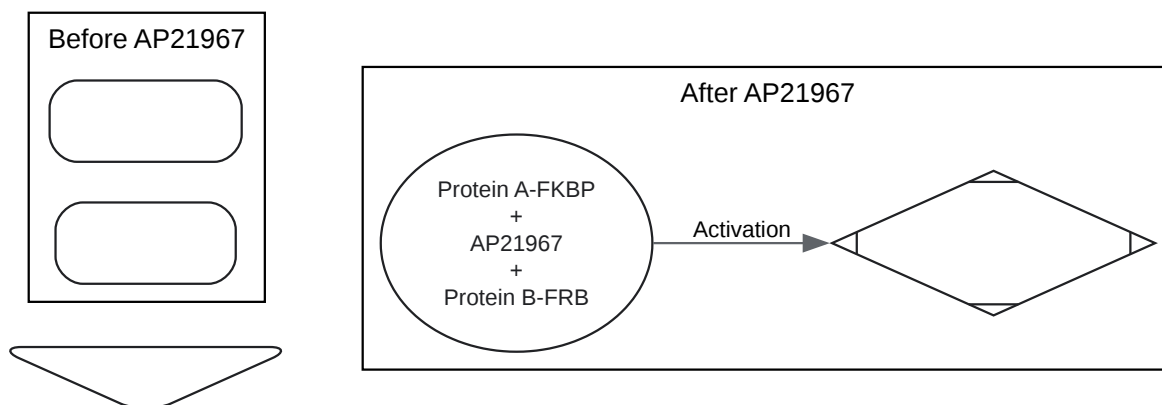 Before AP21967
After AP21967
Protein A-FKBP
+
AP21967
+
Protein B-FRB
Activation